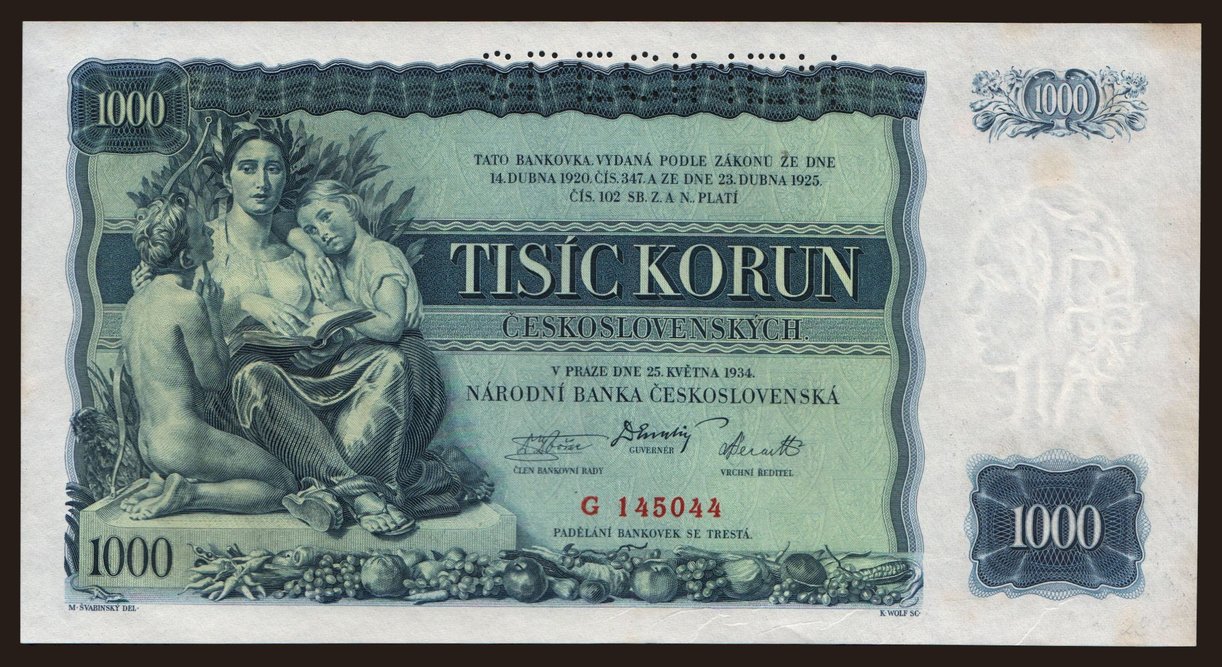 1000
1000
TATO BANKOVKA, VYDANÁ PODLE ZÁKONŮ ZE DNE
14. DUBNA 1920, ČÍS. 347. A ZE DNE 23. DUBNA 1925.
ČÍS. 102 SB. Z. A N., PLATÍ
TISÍC KORUN
ČESKOSLOVENSKÝCH.
V PRAZE DNE 25. KVĚTNA 1934.
NÁRODNÍ BANKA ČESKOSLOVENSKÁ
ČLEN BANKOVNÍ RADY
GUVERNÉR
VRCHNÍ ŘEDITEL
G 145044
PADĚLÁNÍ BANKOVEK SE TRESTÁ.
1000
1000
M. ŠVABINSKÝ DEL.
K. WOLF SC.